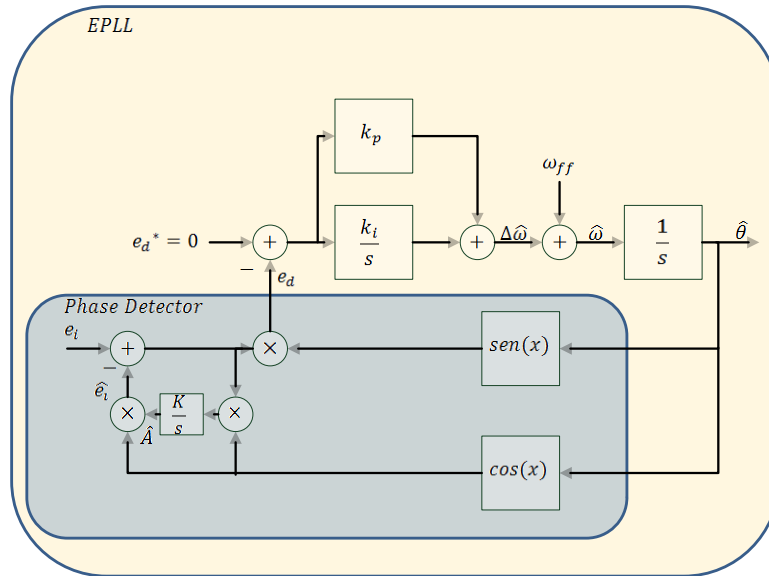 EPLL
k_p
ω_ff
e_d* = 0
+
k_i/s
+
Δω̂
+
ω̂
1/s
θ̂
−
e_d
Phase Detector
e_i
+
×
sen(x)
−
ê_i
×
K/s
×
Â
cos(x)